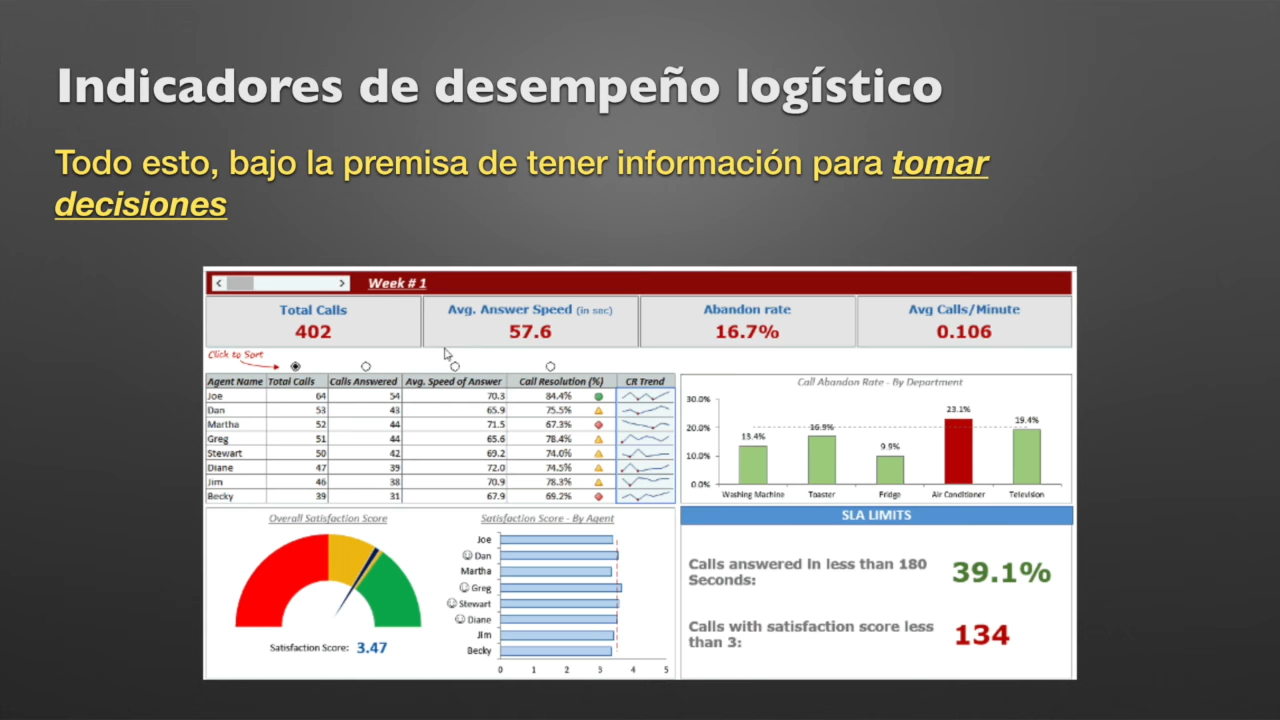 Indicadores de desempeño logístico
Todo esto, bajo la premisa de tener información para tomar
decisiones
Week # 1
Total Calls
402
Avg. Answer Speed (in sec)
57.6
Abandon rate
16.7%
Avg Calls/Minute
0.106
Click to Sort
Agent Name Total Calls Calls Answered Avg. Speed of Answer Call Resolution (%) CR Trend
Joe 64 54 70.3 84.4%
Dan 53 43 65.9 75.5%
Martha 52 44 71.5 67.3%
Greg 51 44 65.6 78.4%
Stewart 50 42 69.2 74.0%
Diane 47 39 72.0 74.5%
Jim 46 38 70.9 78.3%
Becky 39 31 67.9 69.2%
Call Abandon Rate - By Department
30.0%
20.0%
10.0%
0.0%
15.4%
16.9%
9.9%
23.1%
19.4%
Washing Machine Toaster Fridge Air Conditioner Television
Overall Satisfaction Score
Satisfaction Score: 3.47
Satisfaction Score - By Agent
Joe
Dan
Martha
Greg
Stewart
Diane
Jim
Becky
0 1 2 3 4 5
SLA LIMITS
Calls answered in less than 180
Seconds:
39.1%
Calls with satisfaction score less
than 3:
134